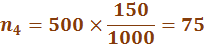 n₄ = 500 × 150/1000 = 75